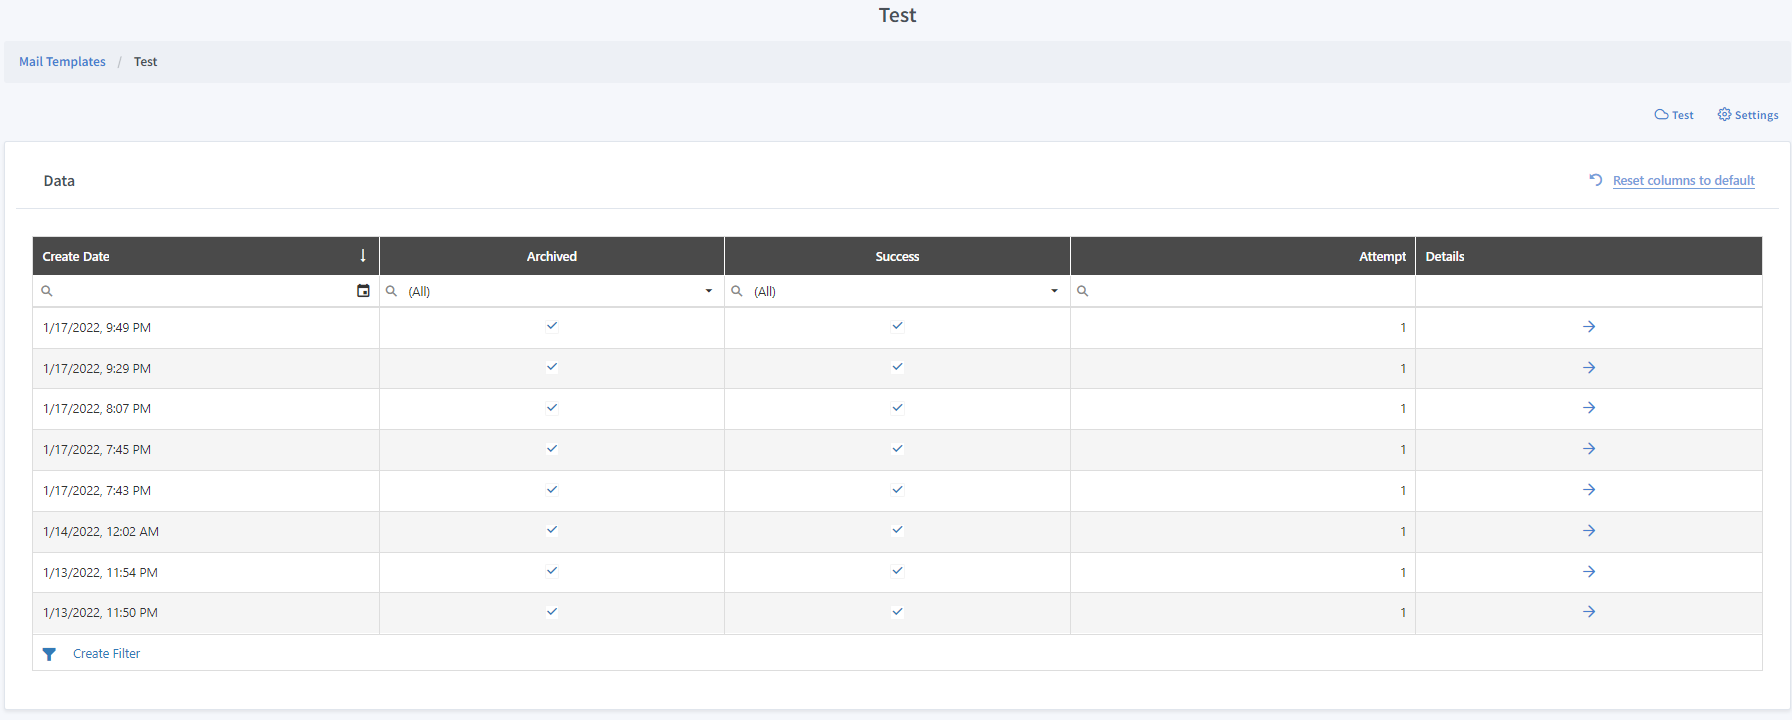 Test
Mail Templates / Test
Test Settings
Data Reset columns to default
Create Date Archived Success Attempt Details
(All) (All)
1/17/2022, 9:49 PM 1
1/17/2022, 9:29 PM 1
1/17/2022, 8:07 PM 1
1/17/2022, 7:45 PM 1
1/17/2022, 7:43 PM 1
1/14/2022, 12:02 AM 1
1/13/2022, 11:54 PM 1
1/13/2022, 11:50 PM 1
Create Filter